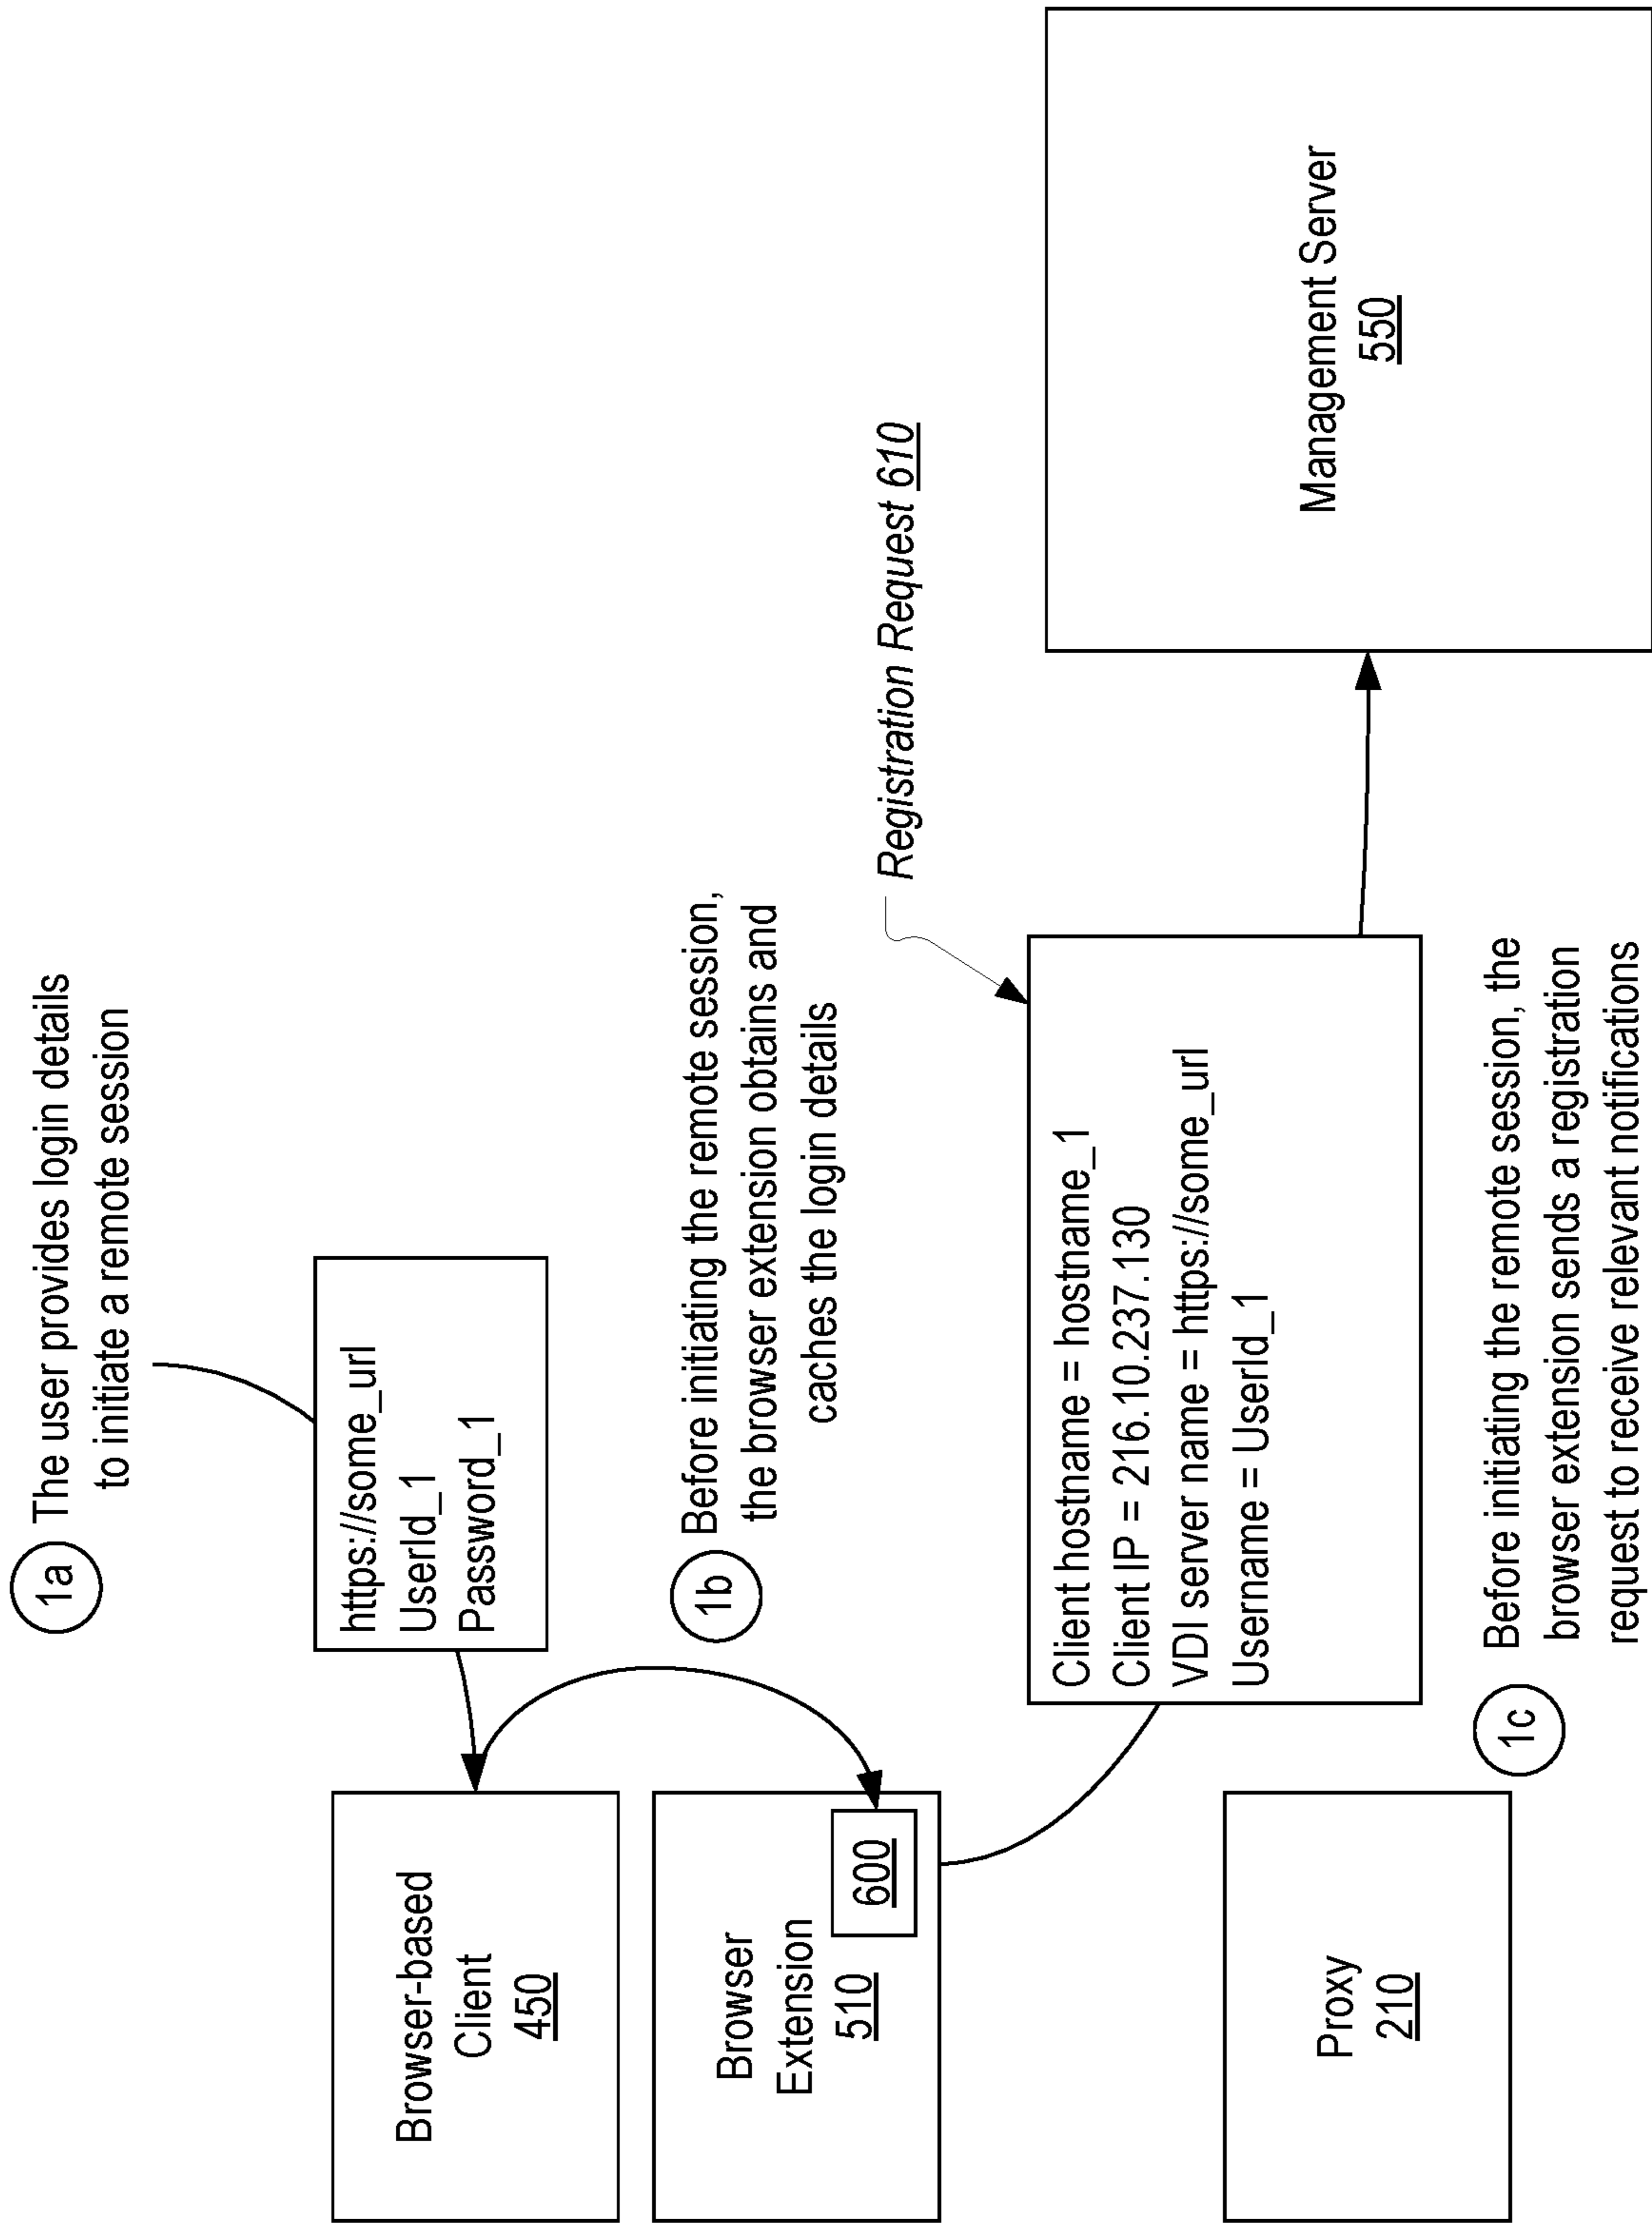 1a
The user provides login details
to initiate a remote session
https://some_url
UserId_1
Password_1
Browser-based
Client
450
1b
Before initiating the remote session,
the browser extension obtains and
caches the login details
Browser
Extension
510
600
Registration Request 610
Client hostname = hostname_1
Client IP = 216.10.237.130
VDI server name = https://some_url
Username = UserId_1
Management Server
550
Proxy
210
1c
Before initiating the remote session, the
browser extension sends a registration
request to receive relevant notifications